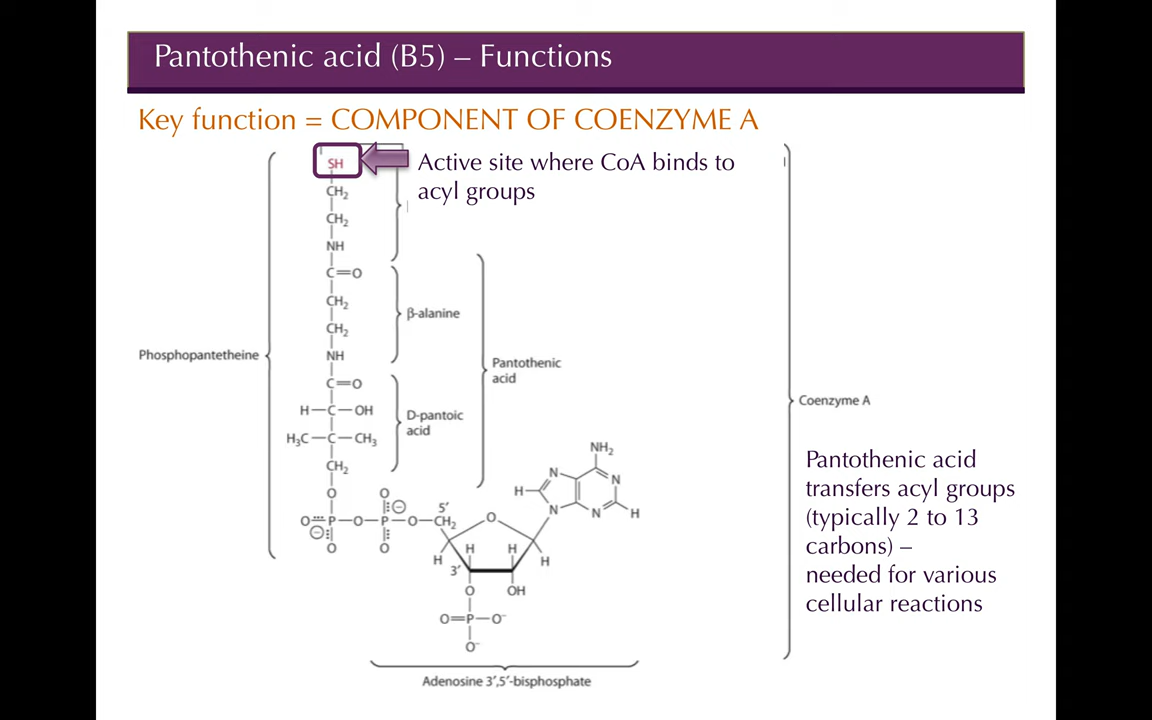 Pantothenic acid (B5) – Functions
Key function = COMPONENT OF COENZYME A
SH
Active site where CoA binds to
acyl groups
CH₂
CH₂
NH
C=O
CH₂
CH₂
NH
C=O
H—C—OH
H₃C—C—CH₃
CH₂
O
β-alanine
D-pantoic
acid
Pantothenic
acid
Phosphopantetheine
Coenzyme A
Pantothenic acid
transfers acyl groups
(typically 2 to 13
carbons) –
needed for various
cellular reactions
NH₂
N
N
H
N
N
H
O
O
O=P—O—P—O—CH₂
5′
O
O
O
H
H
H
H
3′
O
OH
O=P—O⁻
O⁻
Adenosine 3′,5′-bisphosphate